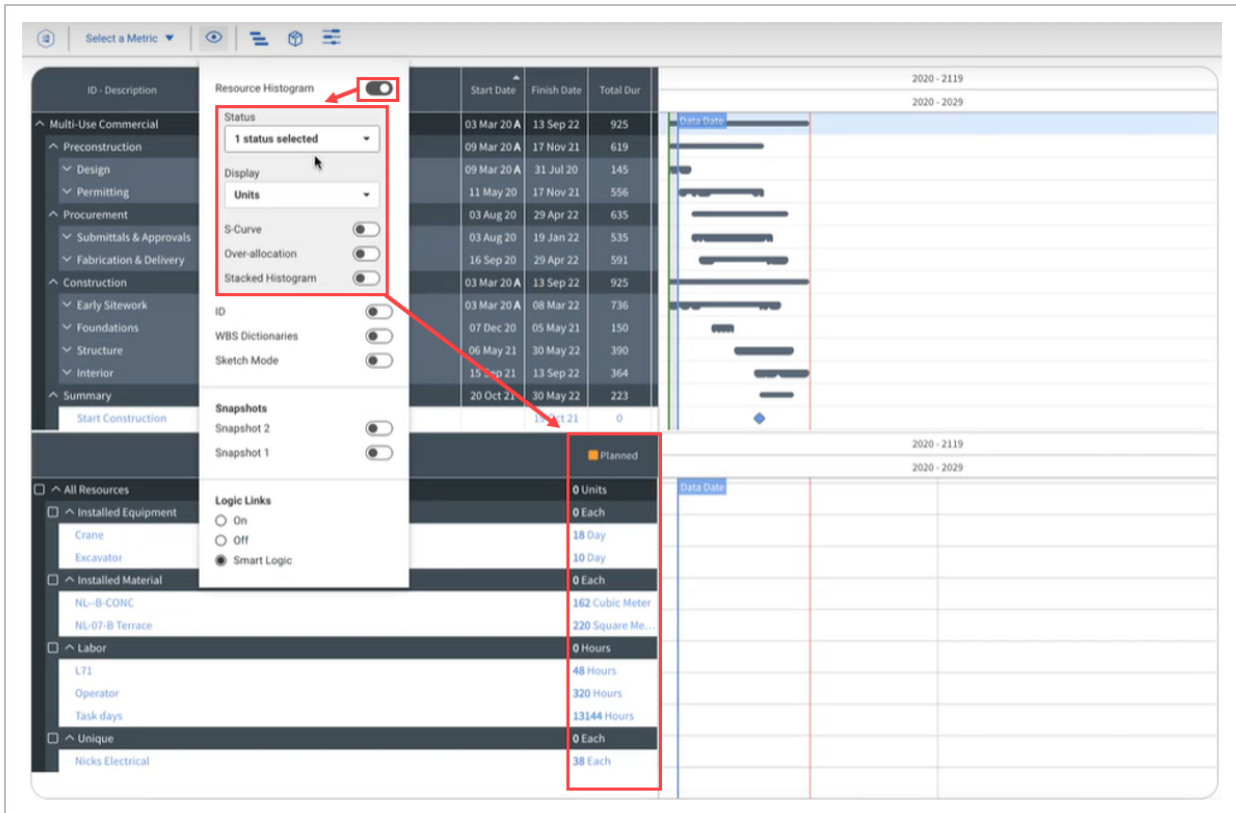 Select a Metric
ID - Description
Start Date Finish Date Total Dur
2020 - 2119
2020 - 2029
Resource Histogram
Status
1 status selected
Display
Units
S-Curve
Over-allocation
Stacked Histogram
ID
WBS Dictionaries
Sketch Mode
Snapshots
Snapshot 2
Snapshot 1
Logic Links
On
Off
Smart Logic
Data Date
Multi-Use Commercial 03 Mar 20 A 13 Sep 22 925
Preconstruction 09 Mar 20 A 17 Nov 21 619
Design 09 Mar 20 A 31 Jul 20 145
Permitting 11 May 20 17 Nov 21 556
Procurement 03 Aug 20 29 Apr 22 635
Submittals & Approvals 03 Aug 20 19 Jan 22 535
Fabrication & Delivery 16 Sep 20 29 Apr 22 591
Construction 03 Mar 20 A 13 Sep 22 925
Early Sitework 03 Mar 20 A 08 Mar 22 736
Foundations 07 Dec 20 05 May 21 150
Structure 06 May 21 30 May 22 390
Interior 15 Sep 21 13 Sep 22 364
Summary 20 Oct 21 30 May 22 223
Start Construction 19 Oct 21 0
Planned
2020 - 2119
2020 - 2029
Data Date
All Resources 0 Units
Installed Equipment 0 Each
Crane 18 Day
Excavator 10 Day
Installed Material 0 Each
NL--B-CONC 162 Cubic Meter
NL-07-B Terrace 220 Square Me...
Labor 0 Hours
L71 48 Hours
Operator 320 Hours
Task days 13144 Hours
Unique 0 Each
Nicks Electrical 38 Each